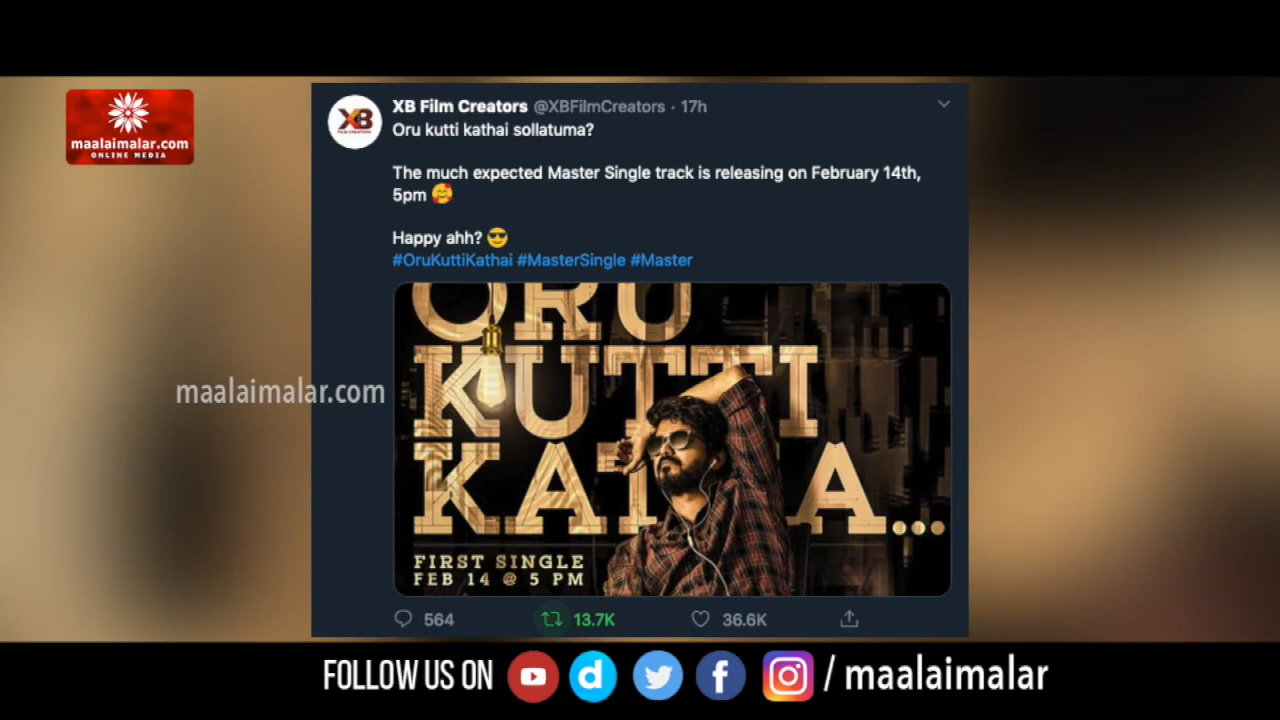 maalaimalar.com
ONLINE MEDIA
XB Film Creators @XBFilmCreators · 17h
Oru kutti kathai sollatuma?
The much expected Master Single track is releasing on February 14th,
5pm 🥰
Happy ahh? 😎
#OruKuttiKathai #MasterSingle #Master
ORU
KUTTI
KATHA...
FIRST SINGLE
FEB 14 @ 5 PM
maalaimalar.com
564 13.7K 36.6K
FOLLOW US ON / maalaimalar